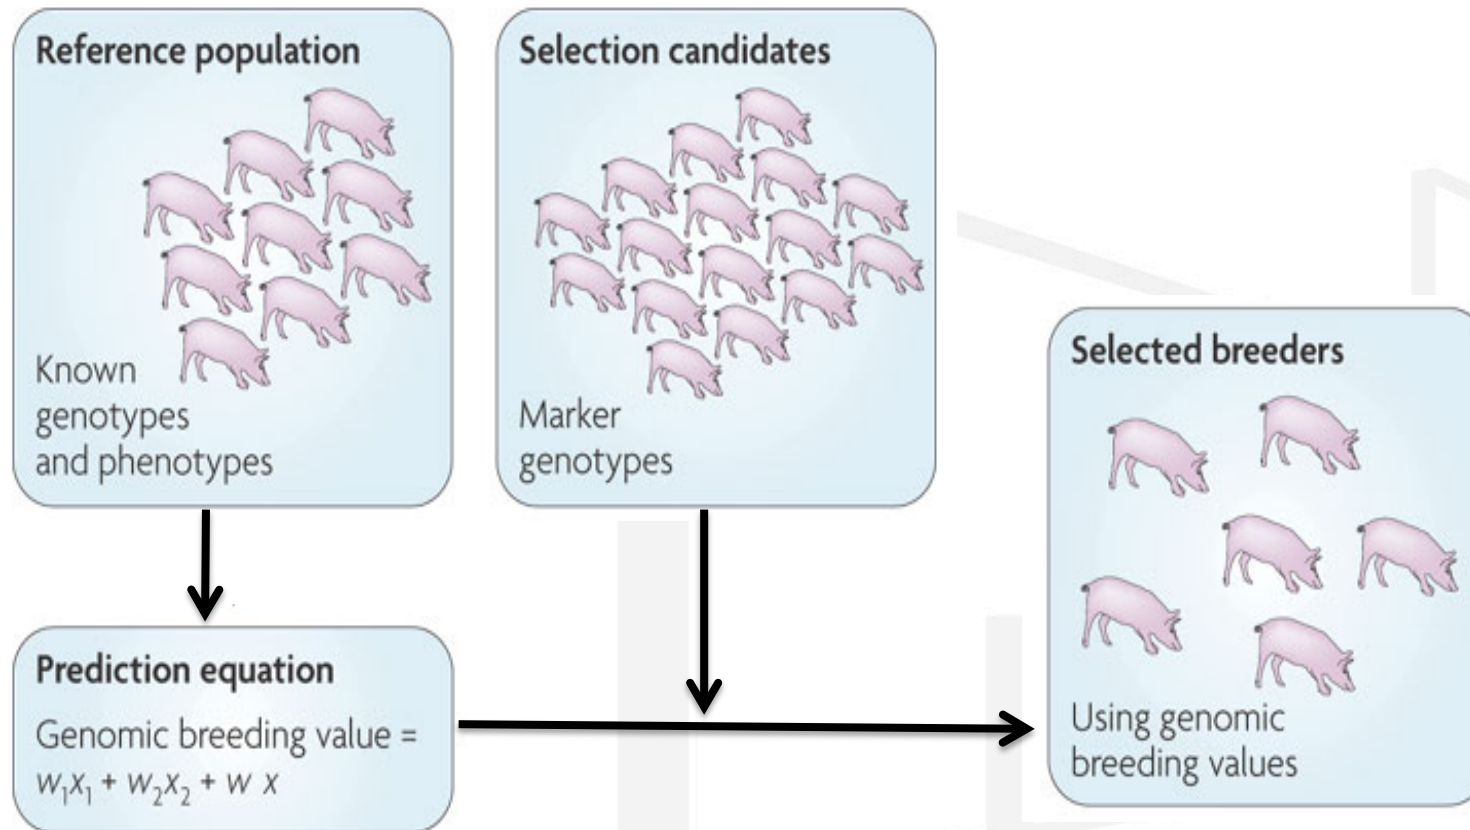 Reference population
Known
genotypes
and phenotypes
Selection candidates
Marker
genotypes
Prediction equation
Genomic breeding value =
w₁x₁ + w₂x₂ + w x
Selected breeders
Using genomic
breeding values